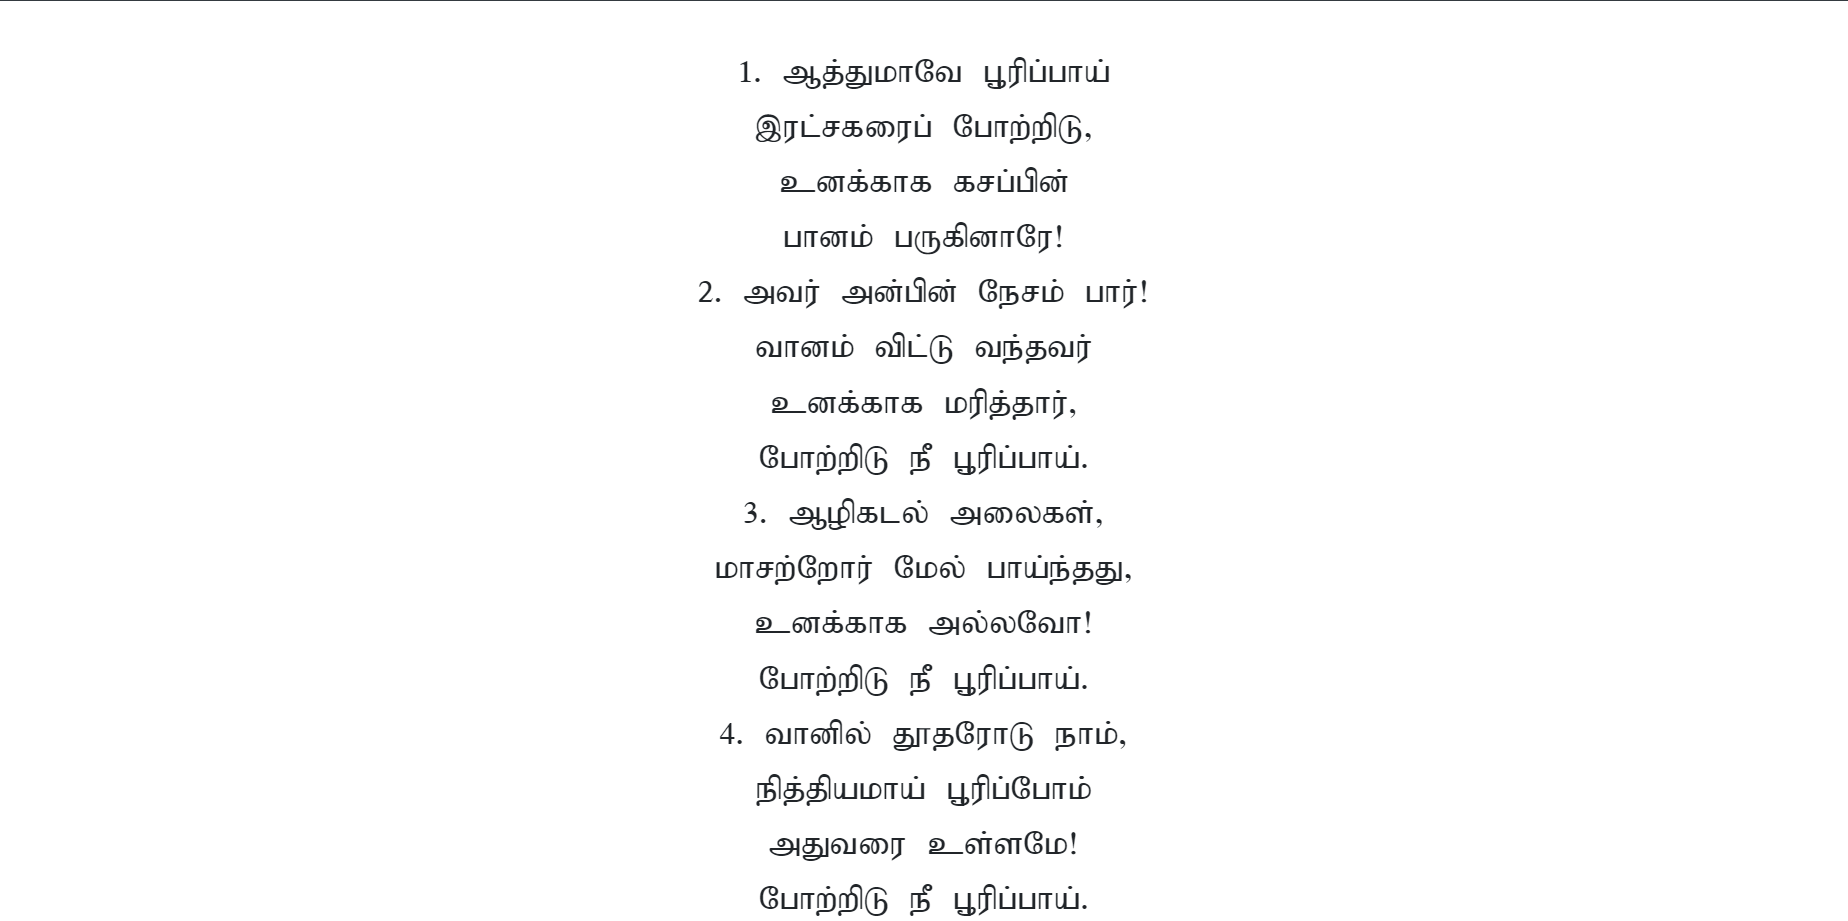 1. ஆத்துமாவே பூரிப்பாய்
இரட்சகரைப் போற்றிடு,
உனக்காக கசப்பின்
பானம் பருகினாரே!
2. அவர் அன்பின் நேசம் பார்!
வானம் விட்டு வந்தவர்
உனக்காக மரித்தார்,
போற்றிடு நீ பூரிப்பாய்.
3. ஆழிகடல் அலைகள்,
மாசற்றோர் மேல் பாய்ந்தது,
உனக்காக அல்லவோ!
போற்றிடு நீ பூரிப்பாய்.
4. வானில் தூதரோடு நாம்,
நித்தியமாய் பூரிப்போம்
அதுவரை உள்ளமே!
போற்றிடு நீ பூரிப்பாய்.